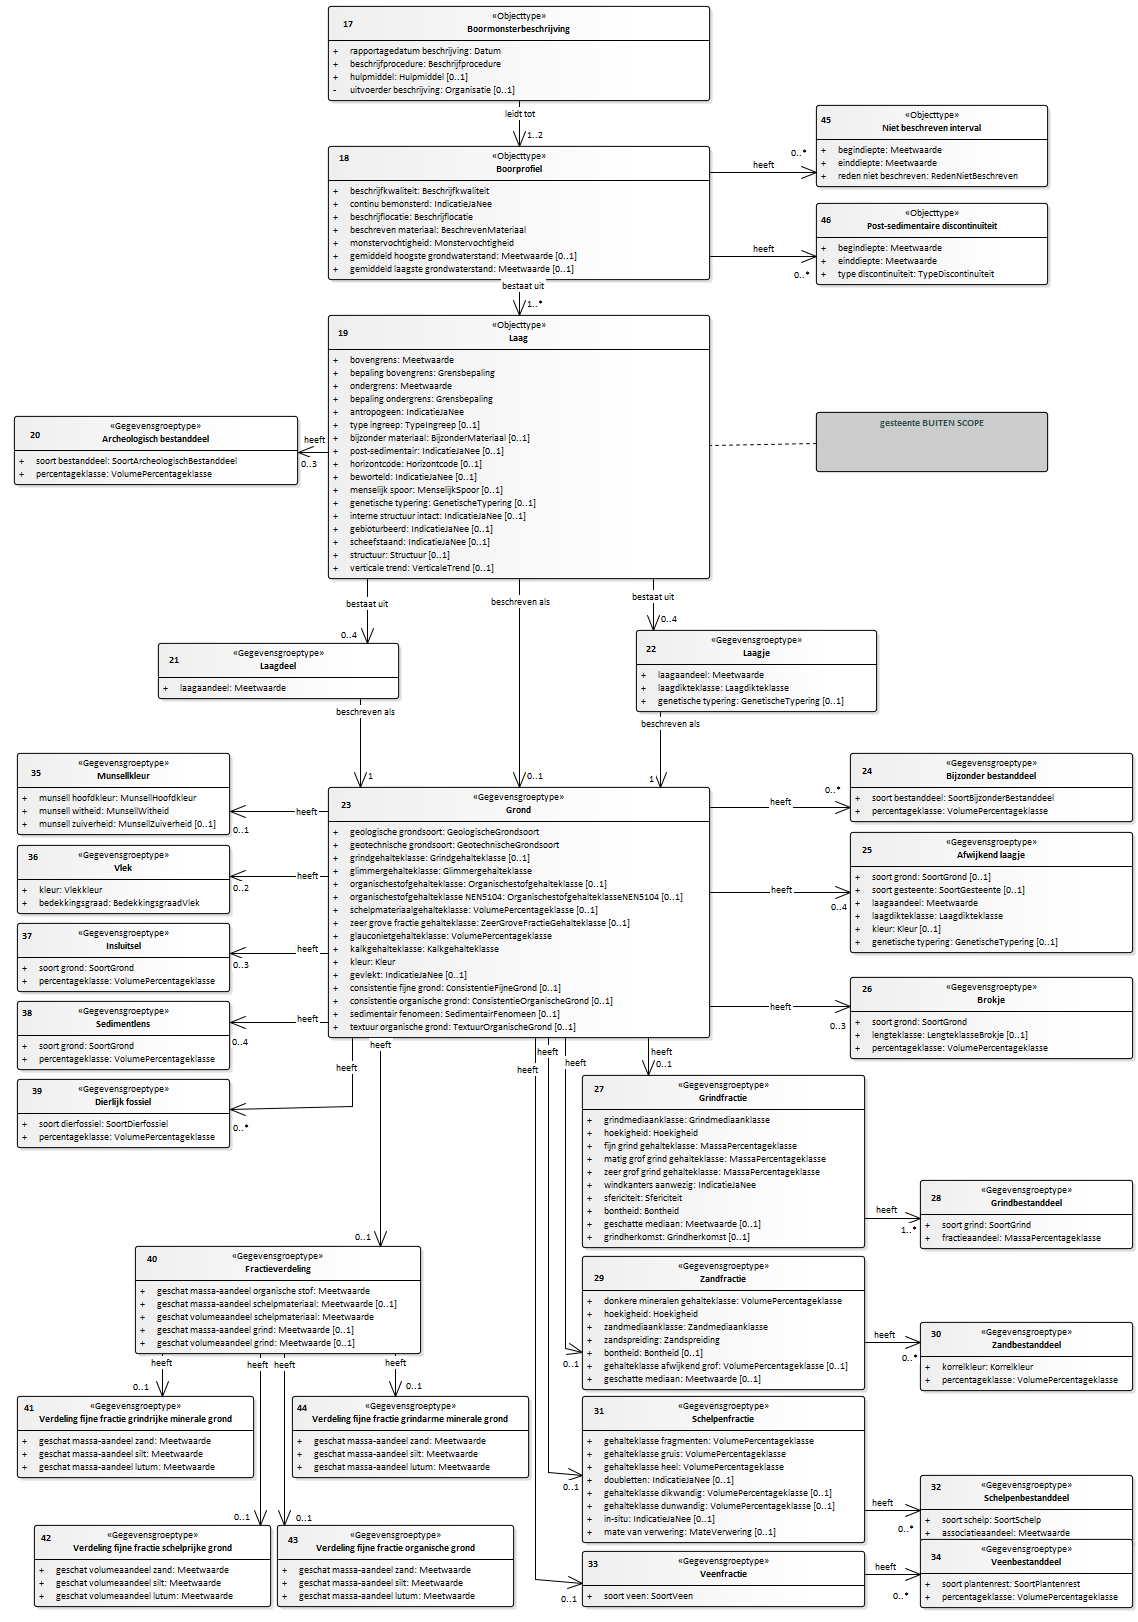 17
«Objecttype»
Boormonsterbeschrijving
+ rapportagedatum beschrijving: Datum
+ beschrijfprocedure: Beschrijfprocedure
+ hulpmiddel: Hulpmiddel [0..1]
- uitvoerder beschrijving: Organisatie [0..1]
leidt tot
1..2
18
«Objecttype»
Boorprofiel
+ beschrijfkwaliteit: Beschrijfkwaliteit
+ continu bemonsterd: IndicatieJaNee
+ beschrijflocatie: Beschrijflocatie
+ beschreven materiaal: BeschrevenMateriaal
+ monstervochtigheid: Monstervochtigheid
+ gemiddeld hoogste grondwaterstand: Meetwaarde [0..1]
+ gemiddeld laagste grondwaterstand: Meetwaarde [0..1]
heeft
0..*
45
«Objecttype»
Niet beschreven interval
+ begindiepte: Meetwaarde
+ einddiepte: Meetwaarde
+ reden niet beschreven: RedenNietBeschreven
heeft
0..*
46
«Objecttype»
Post-sedimentaire discontinuïteit
+ begindiepte: Meetwaarde
+ einddiepte: Meetwaarde
+ type discontinuïteit: TypeDiscontinuïteit
bestaat uit
1..*
19
«Objecttype»
Laag
+ bovengrens: Meetwaarde
+ bepaling bovengrens: Grensbepaling
+ ondergrens: Meetwaarde
+ bepaling ondergrens: Grensbepaling
+ antropogeen: IndicatieJaNee
+ type ingreep: TypeIngreep [0..1]
+ bijzonder materiaal: BijzonderMateriaal [0..1]
+ post-sedimentair: IndicatieJaNee [0..1]
+ horizontcode: Horizontcode [0..1]
+ beworteld: IndicatieJaNee [0..1]
+ menselijk spoor: MenselijkSpoor [0..1]
+ genetische typering: GenetischeTypering [0..1]
+ interne structuur intact: IndicatieJaNee [0..1]
+ gebioturbeerd: IndicatieJaNee [0..1]
+ scheefstaand: IndicatieJaNee [0..1]
+ structuur: Structuur [0..1]
+ verticale trend: VerticaleTrend [0..1]
gesteente BUITEN SCOPE
heeft
0..3
20
«Gegevensgroeptype»
Archeologisch bestanddeel
+ soort bestanddeel: SoortArcheologischBestanddeel
+ percentageklasse: VolumePercentageklasse
bestaat uit
0..4
beschreven als
0..1
bestaat uit
0..4
21
«Gegevensgroeptype»
Laagdeel
+ laagaandeel: Meetwaarde
22
«Gegevensgroeptype»
Laagje
+ laagaandeel: Meetwaarde
+ laagdikteklasse: Laagdikteklasse
+ genetische typering: GenetischeTypering [0..1]
beschreven als
1
beschreven als
1
23
«Gegevensgroeptype»
Grond
+ geologische grondsoort: GeologischeGrondsoort
+ geotechnische grondsoort: GeotechnischeGrondsoort
+ grindgehalteklasse: Grindgehalteklasse [0..1]
+ glimmergehalteklasse: Glimmergehalteklasse
+ organischestofgehalteklasse: Organischestofgehalteklasse [0..1]
+ organischestofgehalteklasse NEN5104: OrganischestofgehalteklasseNEN5104 [0..1]
+ schelpmateriaalgehalteklasse: VolumePercentageklasse [0..1]
+ zeer grove fractie gehalteklasse: ZeerGroveFractieGehalteklasse [0..1]
+ glauconietgehalteklasse: VolumePercentageklasse
+ kalkgehalteklasse: Kalkgehalteklasse
+ kleur: Kleur
+ gevlekt: IndicatieJaNee [0..1]
+ consistentie fijne grond: ConsistentieFijneGrond [0..1]
+ consistentie organische grond: ConsistentieOrganischeGrond [0..1]
+ sedimentair fenomeen: SedimentairFenomeen [0..1]
+ textuur organische grond: TextuurOrganischeGrond [0..1]
35
«Gegevensgroeptype»
Munsellkleur
+ munsell hoofdkleur: MunsellHoofdkleur
+ munsell witheid: MunsellWitheid
+ munsell zuiverheid: MunsellZuiverheid [0..1]
heeft
0..1
36
«Gegevensgroeptype»
Vlek
+ kleur: Vlekkleur
+ bedekkingsgraad: BedekkingsgraadVlek
heeft
0..2
37
«Gegevensgroeptype»
Insluitsel
+ soort grond: SoortGrond
+ percentageklasse: VolumePercentageklasse
heeft
0..3
38
«Gegevensgroeptype»
Sedimentlens
+ soort grond: SoortGrond
+ percentageklasse: VolumePercentageklasse
heeft
0..4
39
«Gegevensgroeptype»
Dierlijk fossiel
+ soort dierfossiel: SoortDierfossiel
+ percentageklasse: VolumePercentageklasse
heeft
0..*
24
«Gegevensgroeptype»
Bijzonder bestanddeel
+ soort bestanddeel: SoortBijzonderBestanddeel
+ percentageklasse: VolumePercentageklasse
heeft
0..*
25
«Gegevensgroeptype»
Afwijkend laagje
+ soort grond: SoortGrond [0..1]
+ soort gesteente: SoortGesteente [0..1]
+ laagaandeel: Meetwaarde
+ laagdikteklasse: Laagdikteklasse
+ kleur: Kleur [0..1]
+ genetische typering: GenetischeTypering [0..1]
heeft
0..4
26
«Gegevensgroeptype»
Brokje
+ soort grond: SoortGrond
+ lengteklasse: LengteklasseBrokje [0..1]
+ percentageklasse: VolumePercentageklasse
heeft
0..3
heeft
0..1
27
«Gegevensgroeptype»
Grindfractie
+ grindmediaanklasse: Grindmediaanklasse
+ hoekigheid: Hoekigheid
+ fijn grind gehalteklasse: MassaPercentageklasse
+ matig grof grind gehalteklasse: MassaPercentageklasse
+ zeer grof grind gehalteklasse: MassaPercentageklasse
+ windkanters aanwezig: IndicatieJaNee
+ sfericiteit: Sfericiteit
+ bontheid: Bontheid
+ geschatte mediaan: Meetwaarde [0..1]
+ grindherkomst: Grindherkomst [0..1]
heeft
1..*
28
«Gegevensgroeptype»
Grindbestanddeel
+ soort grind: SoortGrind
+ fractieaandeel: MassaPercentageklasse
heeft
0..1
29
«Gegevensgroeptype»
Zandfractie
+ donkere mineralen gehalteklasse: VolumePercentageklasse
+ hoekigheid: Hoekigheid
+ zandmediaanklasse: Zandmediaanklasse
+ zandspreiding: Zandspreiding
+ bontheid: Bontheid [0..1]
+ gehalteklasse afwijkend grof: VolumePercentageklasse [0..1]
+ geschatte mediaan: Meetwaarde [0..1]
heeft
0..*
30
«Gegevensgroeptype»
Zandbestanddeel
+ korrelkleur: Korrelkleur
+ percentageklasse: VolumePercentageklasse
heeft
0..1
31
«Gegevensgroeptype»
Schelpenfractie
+ gehalteklasse fragmenten: VolumePercentageklasse
+ gehalteklasse gruis: VolumePercentageklasse
+ gehalteklasse heel: VolumePercentageklasse
+ doubletten: IndicatieJaNee [0..1]
+ gehalteklasse dikwandig: VolumePercentageklasse [0..1]
+ gehalteklasse dunwandig: VolumePercentageklasse [0..1]
+ in-situ: IndicatieJaNee [0..1]
+ mate van verwering: MateVerwering [0..1]
heeft
0..*
32
«Gegevensgroeptype»
Schelpenbestanddeel
+ soort schelp: SoortSchelp
+ associatieaandeel: Meetwaarde
heeft
0..1
33
«Gegevensgroeptype»
Veenfractie
+ soort veen: SoortVeen
heeft
0..*
34
«Gegevensgroeptype»
Veenbestanddeel
+ soort plantenrest: SoortPlantenrest
+ percentageklasse: VolumePercentageklasse
heeft
0..1
40
«Gegevensgroeptype»
Fractieverdeling
+ geschat massa-aandeel organische stof: Meetwaarde
+ geschat massa-aandeel schelpmateriaal: Meetwaarde [0..1]
+ geschat volumeaandeel schelpmateriaal: Meetwaarde
+ geschat massa-aandeel grind: Meetwaarde [0..1]
+ geschat volumeaandeel grind: Meetwaarde [0..1]
heeft
0..1
heeft
0..1
heeft
0..1
heeft
0..1
41
«Gegevensgroeptype»
Verdeling fijne fractie grindrijke minerale grond
+ geschat massa-aandeel zand: Meetwaarde
+ geschat massa-aandeel silt: Meetwaarde
+ geschat massa-aandeel lutum: Meetwaarde
44
«Gegevensgroeptype»
Verdeling fijne fractie grindarme minerale grond
+ geschat massa-aandeel zand: Meetwaarde
+ geschat massa-aandeel silt: Meetwaarde
+ geschat massa-aandeel lutum: Meetwaarde
42
«Gegevensgroeptype»
Verdeling fijne fractie schelprijke grond
+ geschat volumeaandeel zand: Meetwaarde
+ geschat volumeaandeel silt: Meetwaarde
+ geschat volumeaandeel lutum: Meetwaarde
43
«Gegevensgroeptype»
Verdeling fijne fractie organische grond
+ geschat massa-aandeel zand: Meetwaarde
+ geschat massa-aandeel silt: Meetwaarde
+ geschat massa-aandeel lutum: Meetwaarde